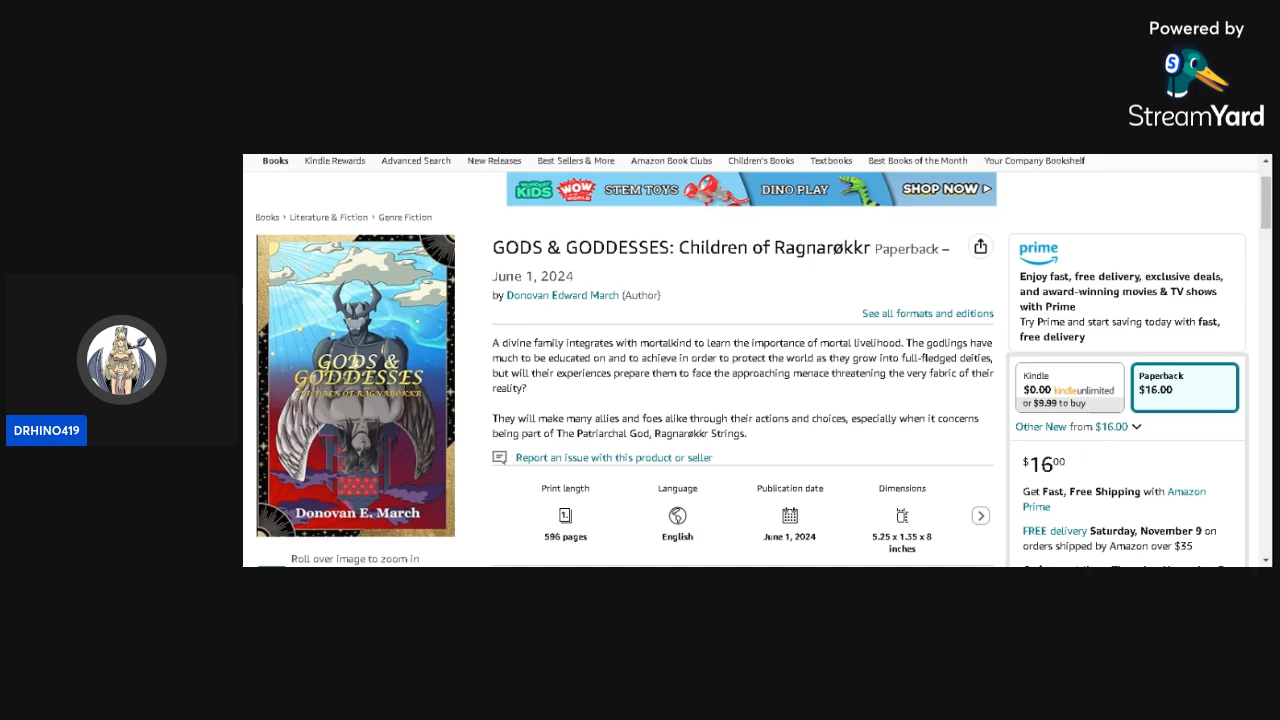 Powered by
StreamYard
Books Kindle Rewards Advanced Search New Releases Best Sellers & More Amazon Book Clubs Children's Books Textbooks Best Books of the Month Your Company Bookshelf
KIDS WOW WORLD STEM TOYS DINO PLAY SHOP NOW
Books › Literature & Fiction › Genre Fiction
GODS & GODDESSES: Children of Ragnarøkkr Paperback –
June 1, 2024
by Donovan Edward March (Author)
See all formats and editions
A divine family integrates with mortalkind to learn the importance of mortal livelihood. The godlings have
much to be educated on and to achieve in order to protect the world as they grow into full-fledged deities,
but will their experiences prepare them to face the approaching menace threatening the very fabric of their
reality?
They will make many allies and foes alike through their actions and choices, especially when it concerns
being part of The Patriarchal God, Ragnarøkkr Strings.
Report an issue with this product or seller
Print length Language Publication date Dimensions
596 pages English June 1, 2024 5.25 x 1.35 x 8
inches
GODS &
GODDESSES
CHILDREN OF RAGNARØKKR
Donovan E. March
Roll over image to zoom in
prime
Enjoy fast, free delivery, exclusive deals,
and award-winning movies & TV shows
with Prime
Try Prime and start saving today with fast,
free delivery
Kindle Paperback
$0.00 kindleunlimited $16.00
or $9.99 to buy
Other New from $16.00
$1600
Get Fast, Free Shipping with Amazon
Prime
FREE delivery Saturday, November 9 on
orders shipped by Amazon over $35
DRHINO419